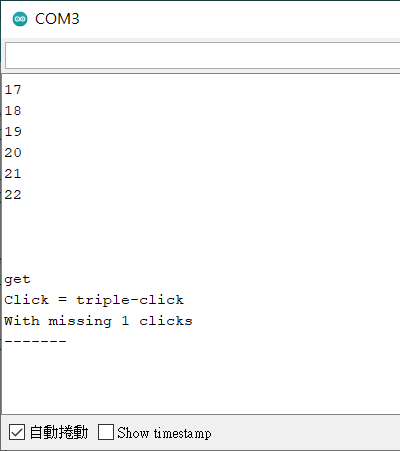 COM3
17
18
19
20
21
22
get
Click = triple-click
With missing 1 clicks
-------
自動捲動 Show timestamp